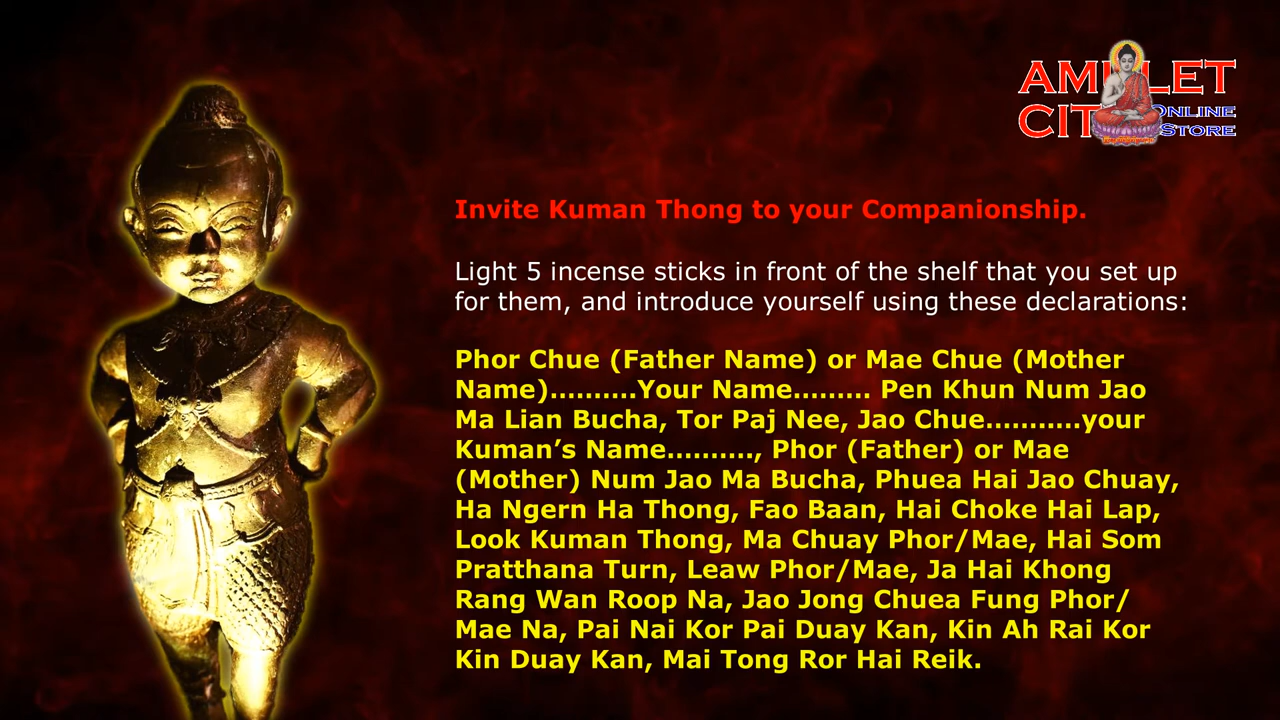 AMULET
CITY ONLINE
STORE
Invite Kuman Thong to your Companionship.
Light 5 incense sticks in front of the shelf that you set up
for them, and introduce yourself using these declarations:
Phor Chue (Father Name) or Mae Chue (Mother
Name)..........Your Name......... Pen Khun Num Jao
Ma Lian Bucha, Tor Paj Nee, Jao Chue...........your
Kuman’s Name.........., Phor (Father) or Mae
(Mother) Num Jao Ma Bucha, Phuea Hai Jao Chuay,
Ha Ngern Ha Thong, Fao Baan, Hai Choke Hai Lap,
Look Kuman Thong, Ma Chuay Phor/Mae, Hai Som
Pratthana Turn, Leaw Phor/Mae, Ja Hai Khong
Rang Wan Roop Na, Jao Jong Chuea Fung Phor/
Mae Na, Pai Nai Kor Pai Duay Kan, Kin Ah Rai Kor
Kin Duay Kan, Mai Tong Ror Hai Reik.